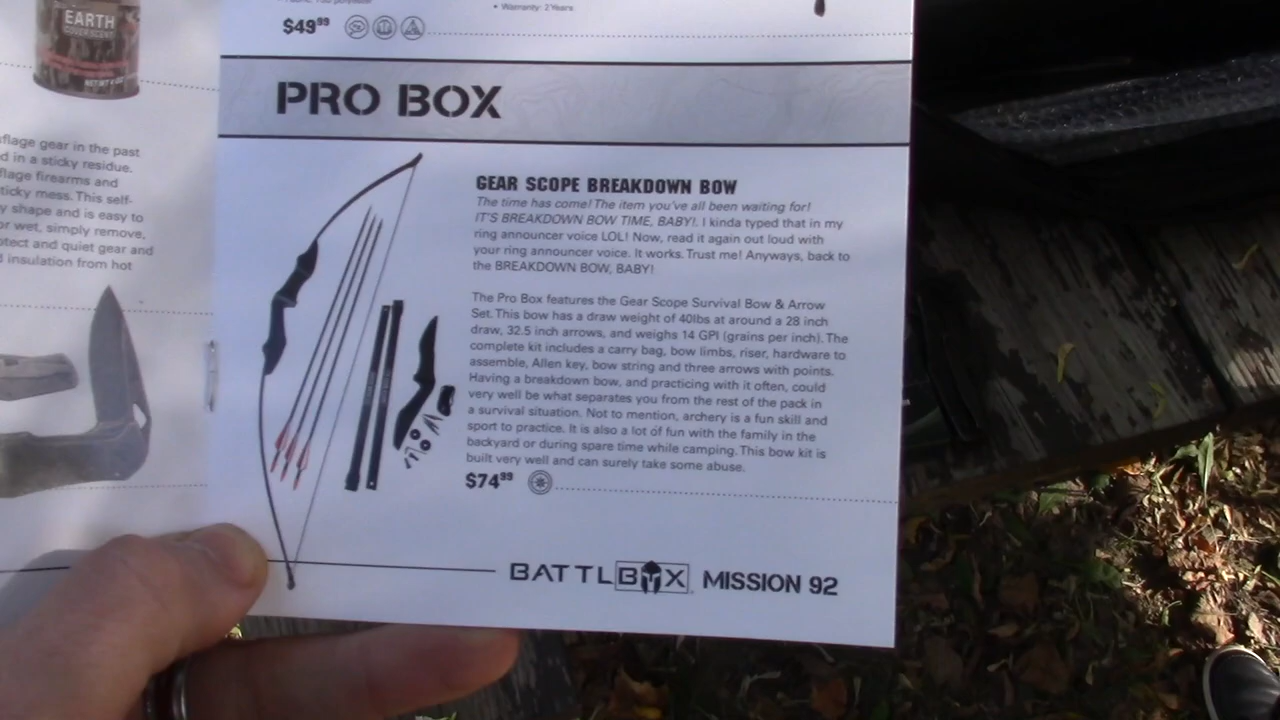 EARTH
COVER SCENT
NET WT 4 OZ
flage gear in the past
d in a sticky residue.
flage firearms and
ticky mess. This self-
y shape and is easy to
or wet, simply remove,
otect and quiet gear and
d insulation from hot
• Warranty: 2 Years
$49⁹⁹
PRO BOX
GEAR SCOPE BREAKDOWN BOW
The time has come! The item you've all been waiting for!
IT'S BREAKDOWN BOW TIME, BABY!. I kinda typed that in my
ring announcer voice LOL! Now, read it again out loud with
your ring announcer voice. It works. Trust me! Anyways, back to
the BREAKDOWN BOW, BABY!
The Pro Box features the Gear Scope Survival Bow & Arrow
Set. This bow has a draw weight of 40lbs at around a 28 inch
draw, 32.5 inch arrows, and weighs 14 GPI (grains per inch). The
complete kit includes a carry bag, bow limbs, riser, hardware to
assemble, Allen key, bow string and three arrows with points.
Having a breakdown bow, and practicing with it often, could
very well be what separates you from the rest of the pack in
a survival situation. Not to mention, archery is a fun skill and
sport to practice. It is also a lot of fun with the family in the
backyard or during spare time while camping. This bow kit is
built very well and can surely take some abuse.
$74⁹⁹
BATTLBOX MISSION 92